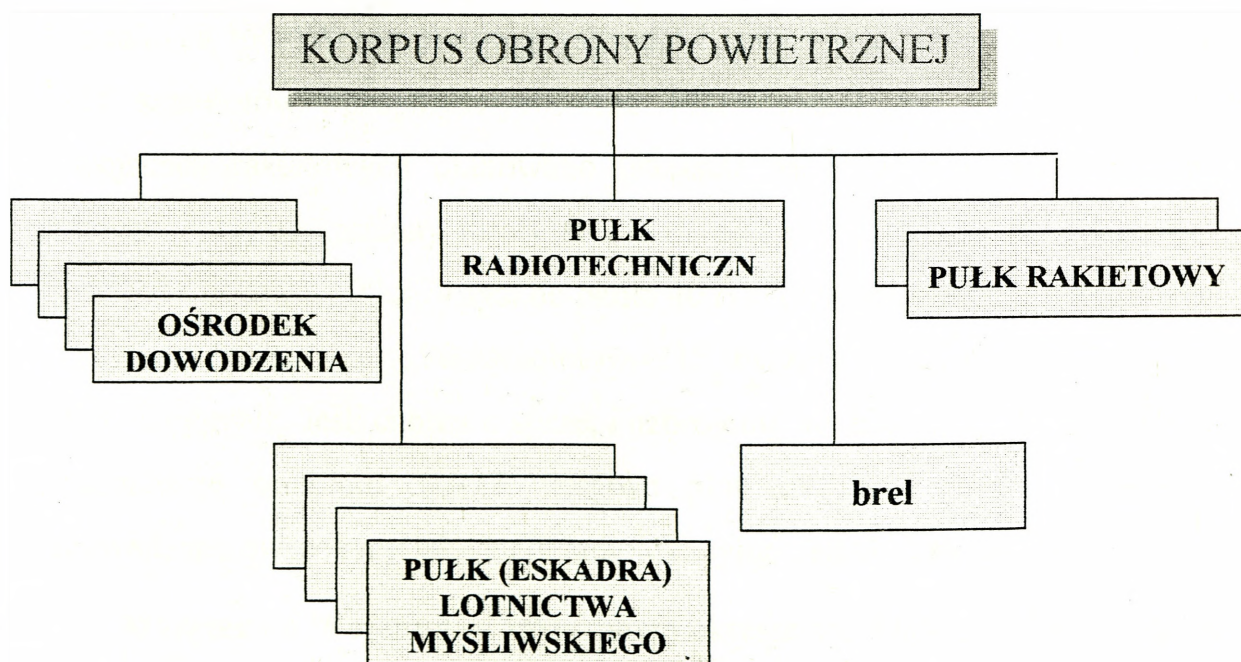 KORPUS OBRONY POWIETRZNEJ
PUŁK
RADIOTECHNICZN
PUŁK RAKIETOWY
OŚRODEK
DOWODZENIA
brel
PUŁK (ESKADRA)
LOTNICTWA
MYŚLIWSKIEGO